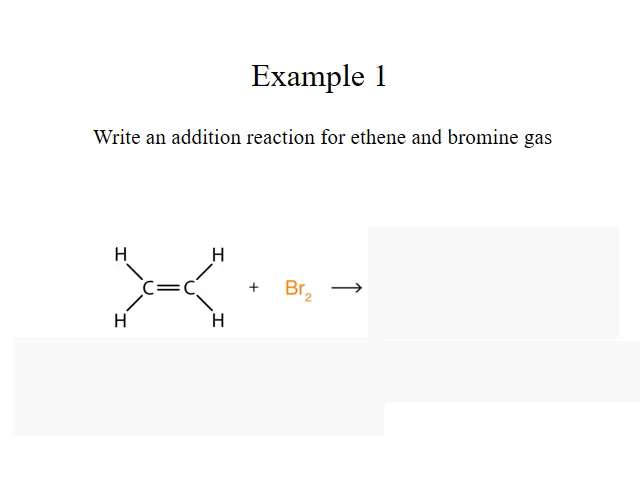 Example 1
Write an addition reaction for ethene and bromine gas
H H
C=C + Br₂ ⟶
H H